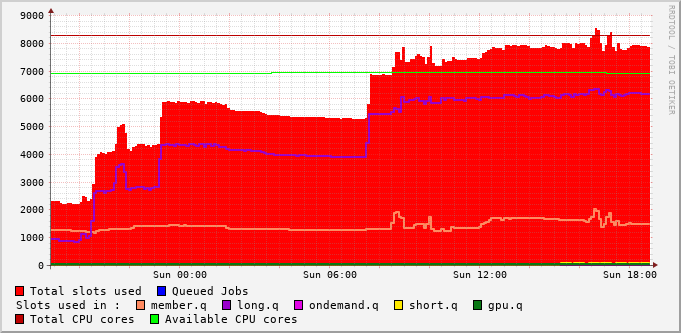 9000
8000
7000
6000
5000
4000
3000
2000
1000
0
Sun 00:00 Sun 06:00 Sun 12:00 Sun 18:00
Total slots used Queued Jobs
Slots used in : member.q long.q ondemand.q short.q gpu.q
Total CPU cores Available CPU cores
RRDTOOL / TOBI OETIKER